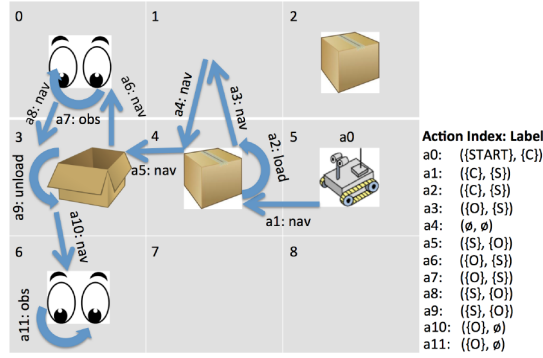 0
1
2
a8: nav
a7: obs
a6: nav
a4: nav
a3: nav
3
4
5
a0
a9: unload
a5: nav
a2: load
a1: nav
a10: nav
6
7
8
a11: obs
Action Index: Label
a0: ({START}, {C})
a1: ({C}, {S})
a2: ({C}, {S})
a3: ({O}, {S})
a4: (ø, ø)
a5: ({S}, {O})
a6: ({O}, {S})
a7: ({O}, {S})
a8: ({S}, {O})
a9: ({S}, {O})
a10: ({O}, ø)
a11: ({O}, ø)